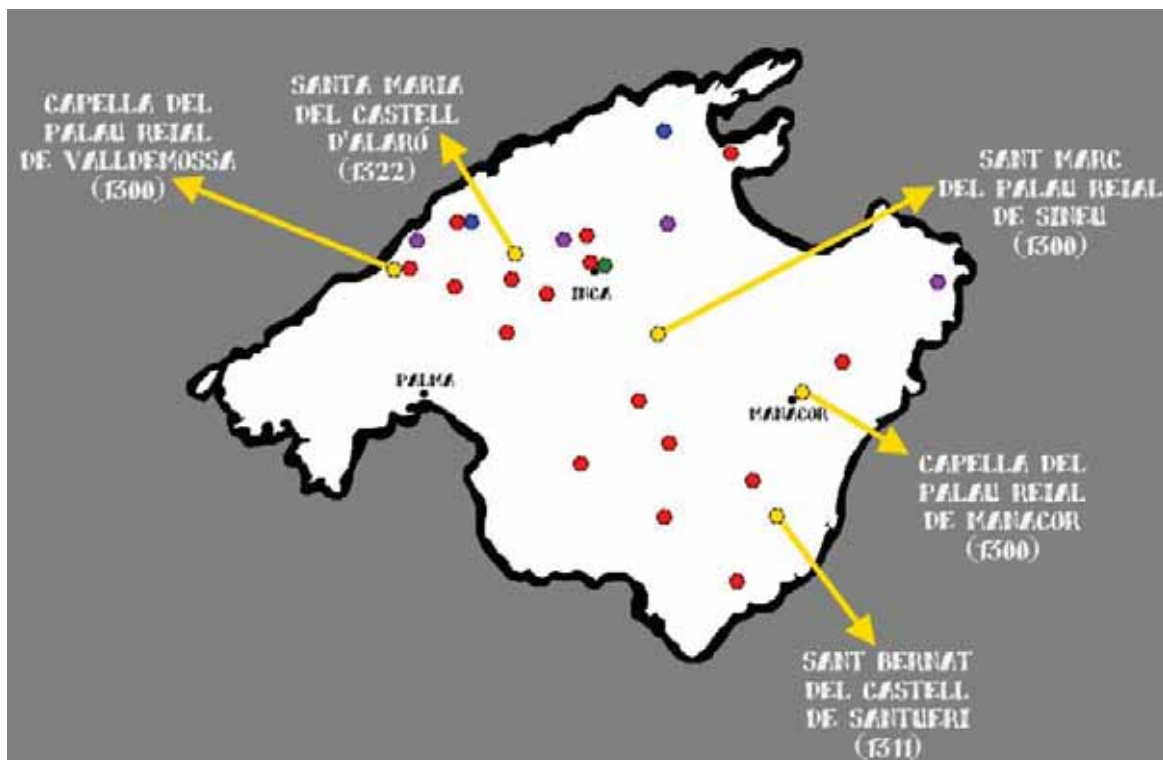 CAPELLA DEL
PALAU REIAL
DE VALLDEMOSSA
(1300)
SANTA MARIA
DEL CASTELL
D'ALARÓ
(1322)
SANT MARC
DEL PALAU REIAL
DE SINEU
(1300)
INCA
PALMA
MANACOR
CAPELLA DEL
PALAU REIAL
DE MANACOR
(1300)
SANT BERNAT
DEL CASTELL
DE SANTUERI
(1311)